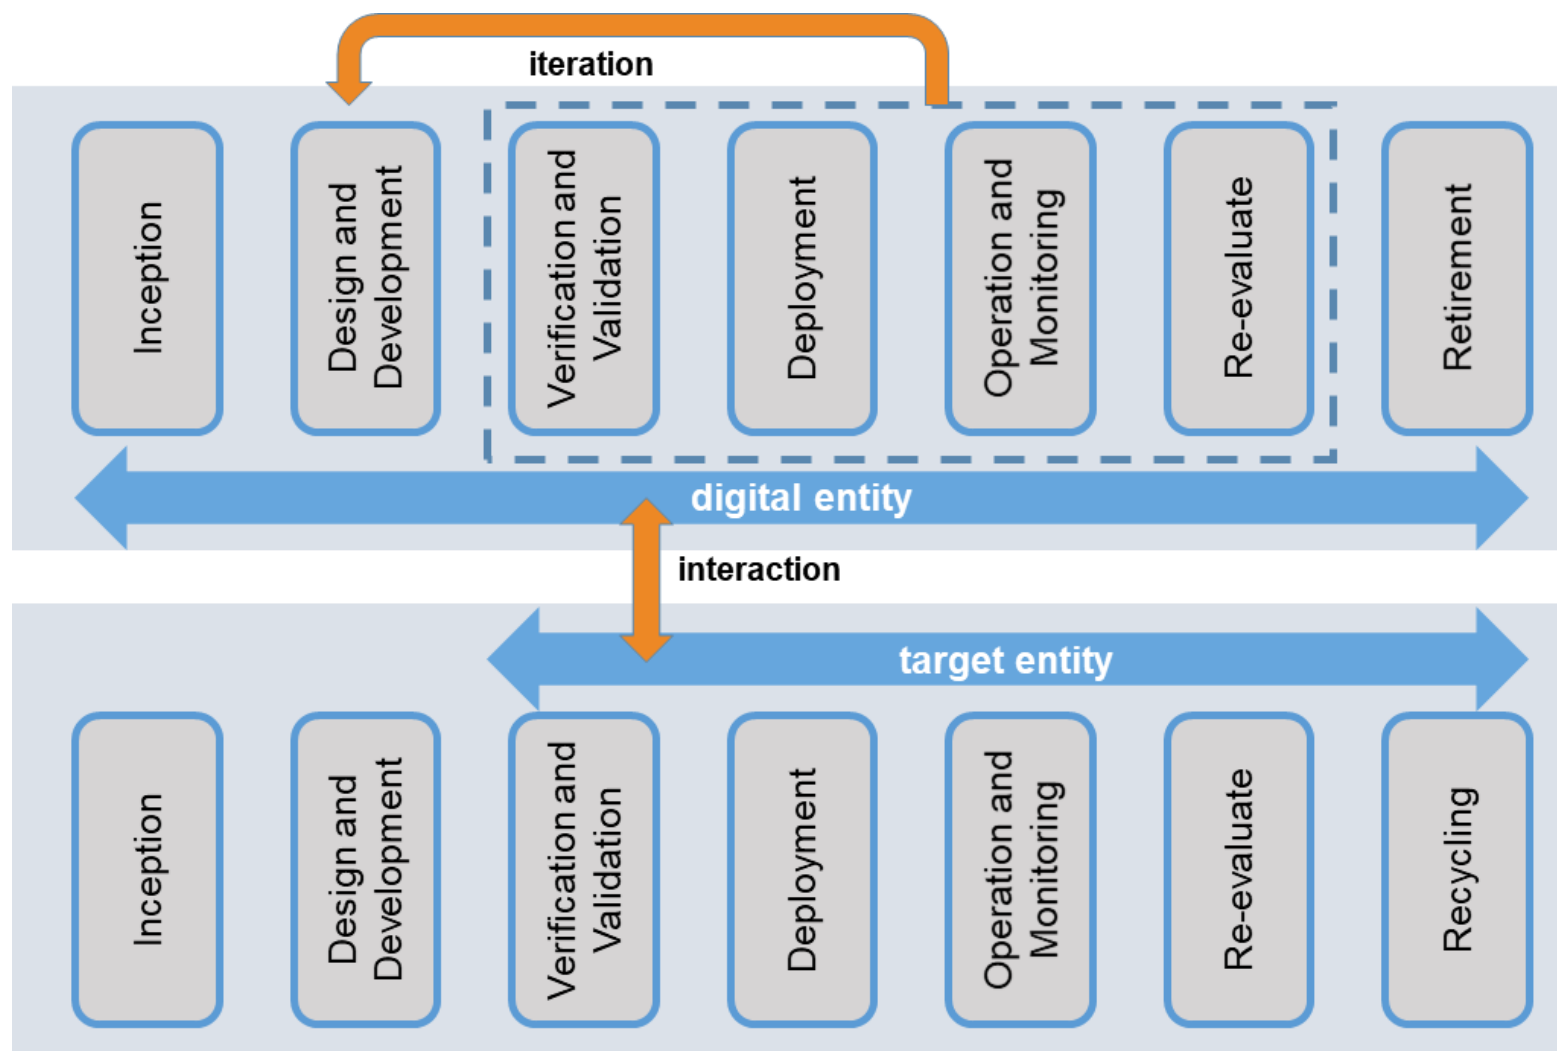 iteration
Inception
Design and
Development
Verification and
Validation
Deployment
Operation and
Monitoring
Re-evaluate
Retirement
digital entity
interaction
target entity
Inception
Design and
Development
Verification and
Validation
Deployment
Operation and
Monitoring
Re-evaluate
Recycling